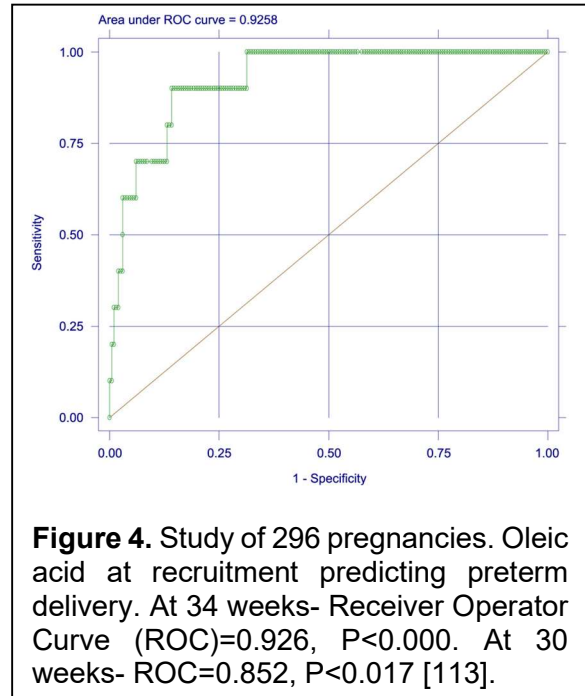 Area under ROC curve = 0.9258
1.00
0.75
0.50
0.25
0.00
Sensitivity
0.00 0.25 0.50 0.75 1.00
1 - Specificity
Figure 4. Study of 296 pregnancies. Oleic
acid at recruitment predicting preterm
delivery. At 34 weeks- Receiver Operator
Curve (ROC)=0.926, P<0.000. At 30
weeks- ROC=0.852, P<0.017 [113].